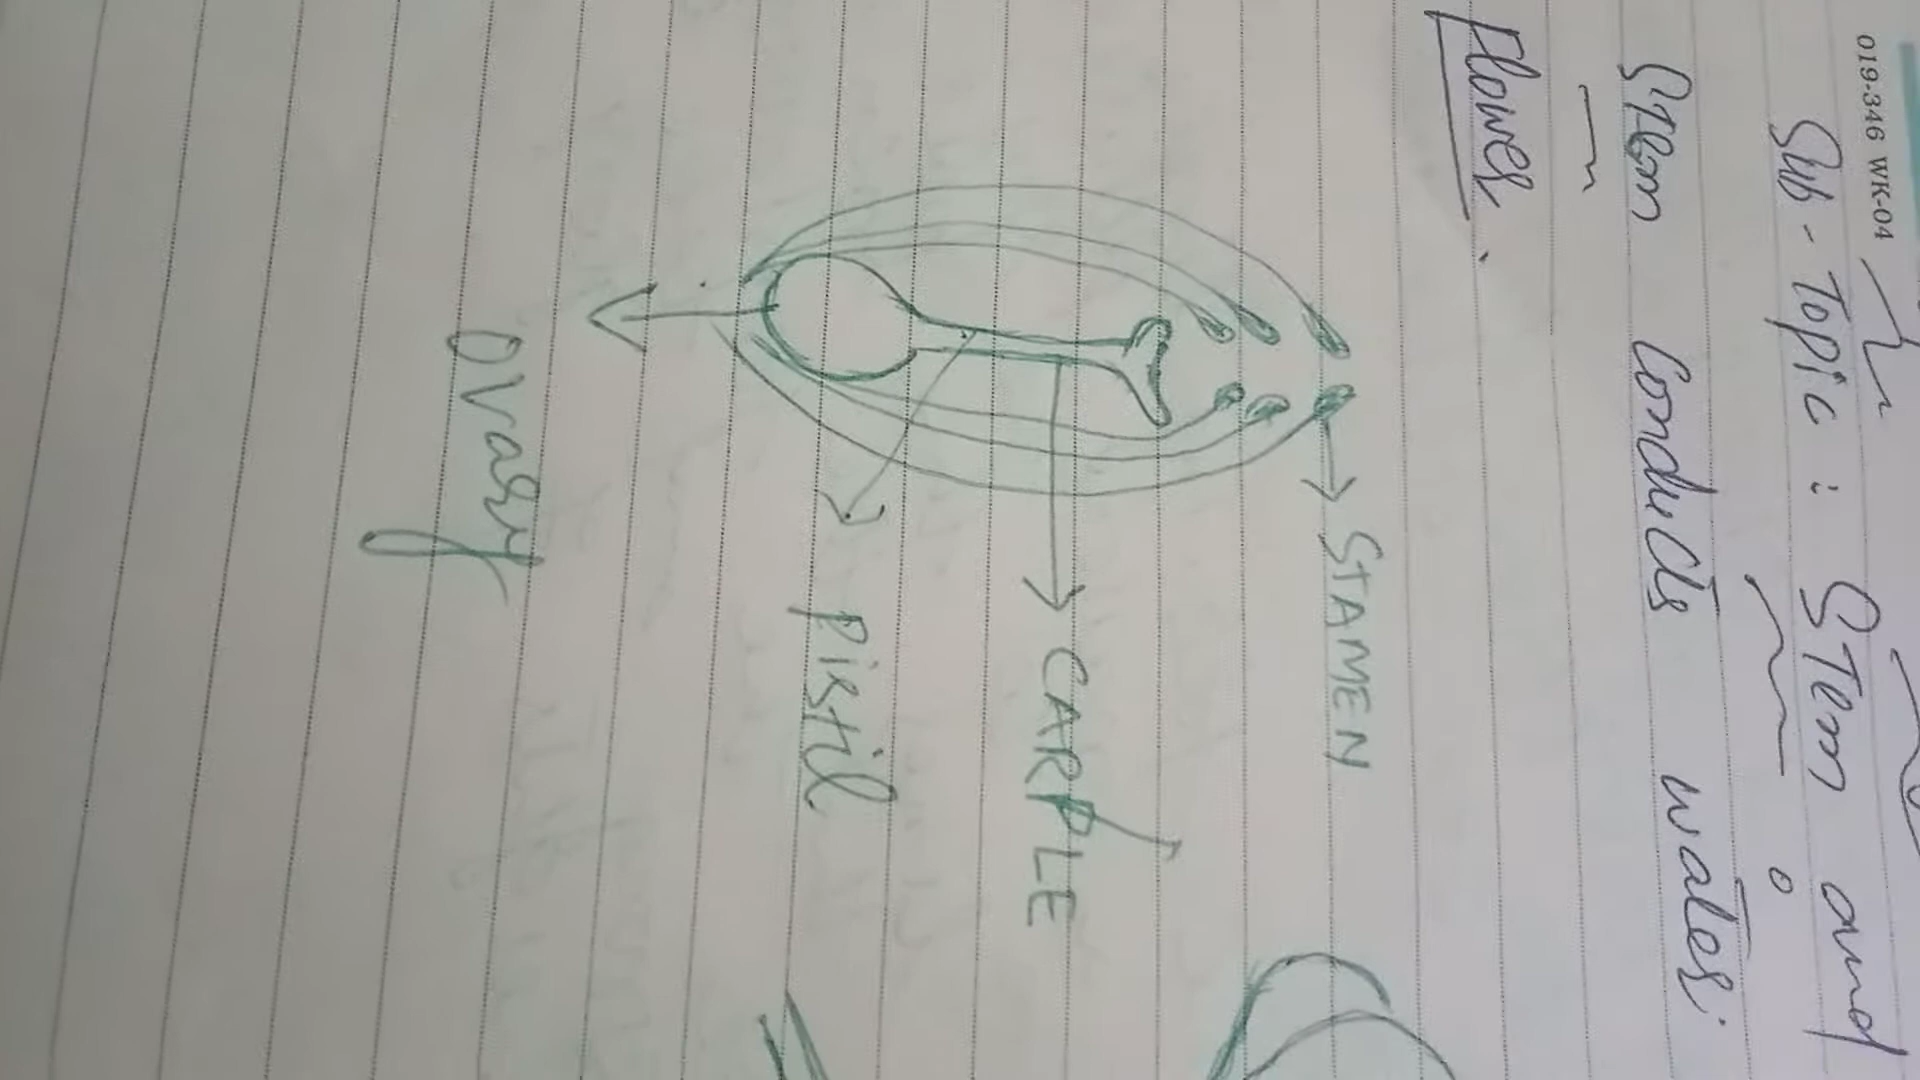 019-346 WK-04
Sub-Topic : STem and
STem Conducts water.
Flower.
STAMEN
CARPLE
Pistil
Ovary